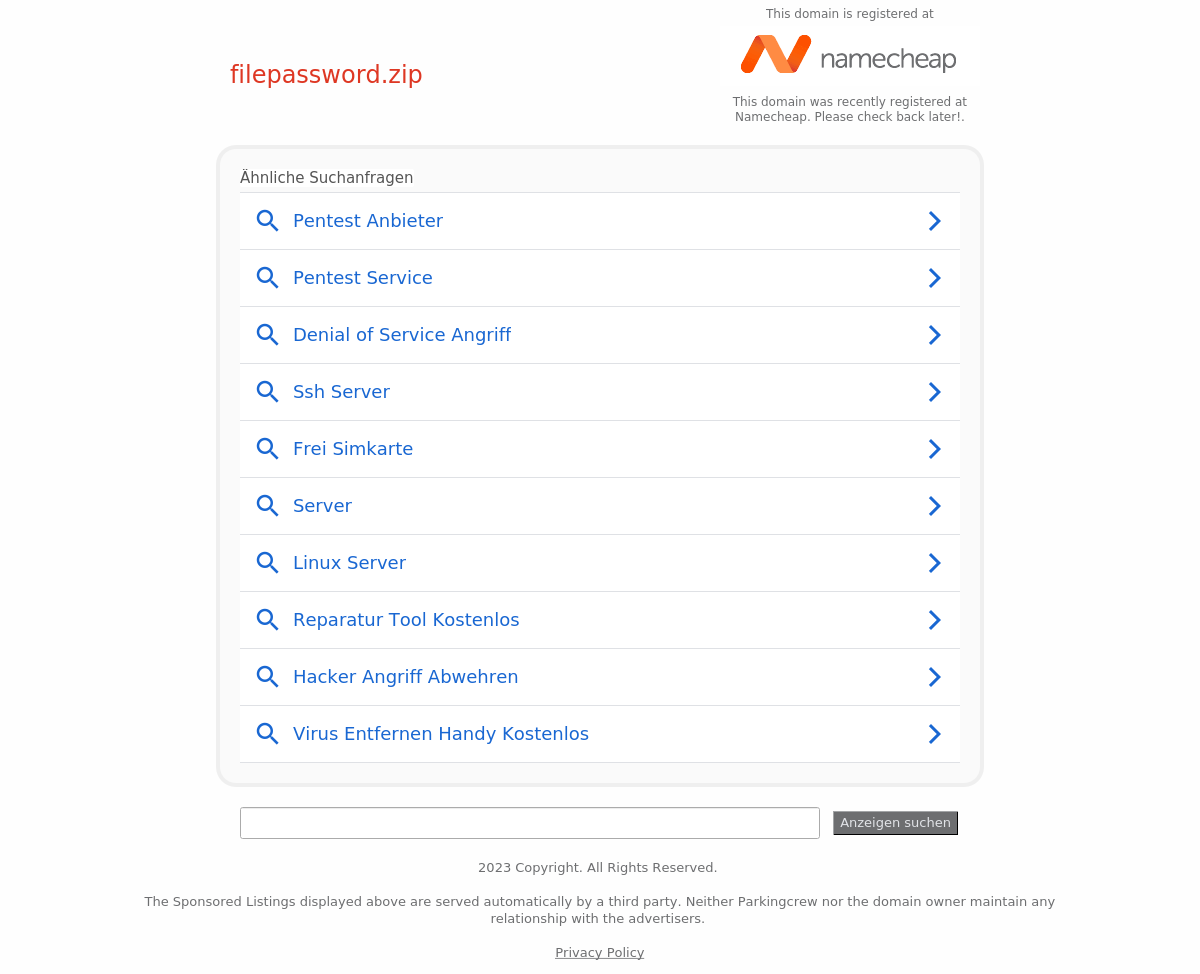 This domain is registered at
namecheap
filepassword.zip
This domain was recently registered at
Namecheap. Please check back later!.
Ähnliche Suchanfragen
Pentest Anbieter
Pentest Service
Denial of Service Angriff
Ssh Server
Frei Simkarte
Server
Linux Server
Reparatur Tool Kostenlos
Hacker Angriff Abwehren
Virus Entfernen Handy Kostenlos
Anzeigen suchen
2023 Copyright. All Rights Reserved.
The Sponsored Listings displayed above are served automatically by a third party. Neither Parkingcrew nor the domain owner maintain any
relationship with the advertisers.
Privacy Policy